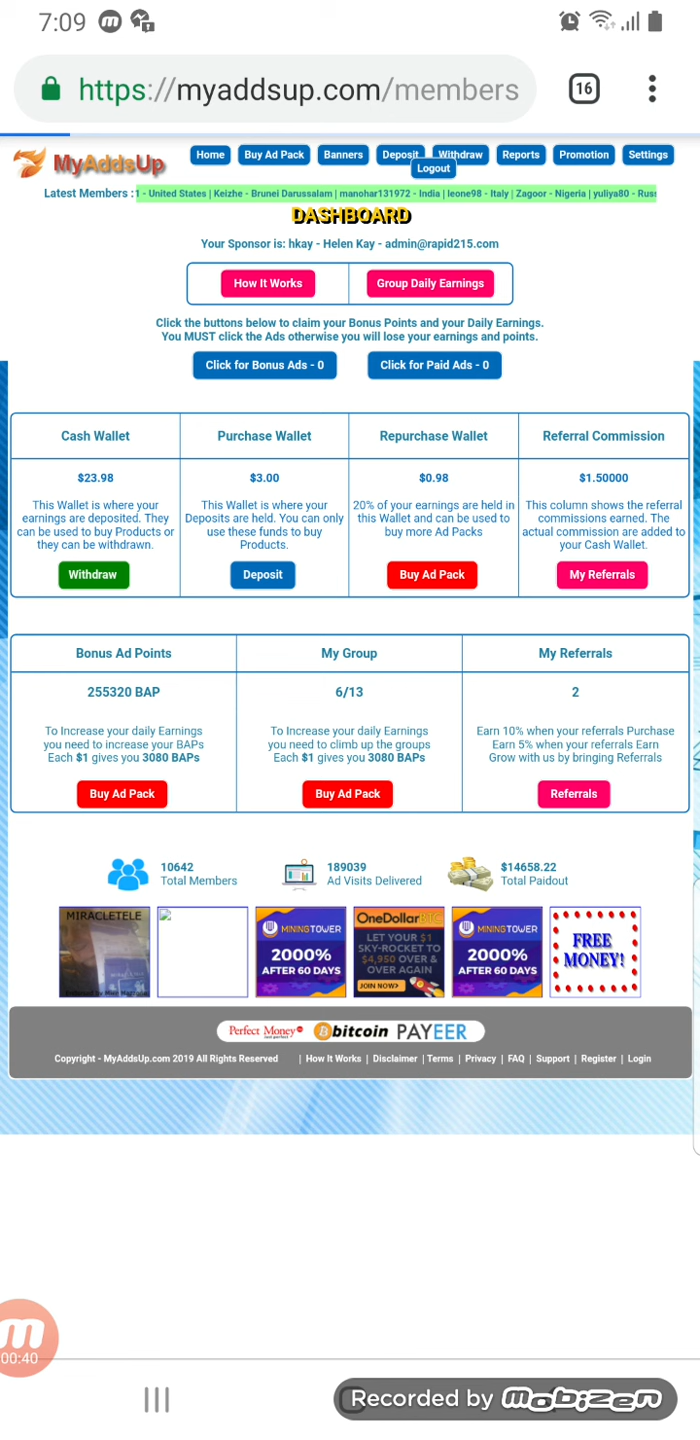 7:09
16
https://myaddsup.com/members
MyAddsUp
Home Buy Ad Pack Banners Deposit Withdraw Reports Promotion Settings
Logout
Latest Members : 1 - United States | Keizhe - Brunei Darussalam | manohar131972 - India | leone98 - Italy | Zagoor - Nigeria | yuliya80 - Russ
DASHBOARD
Your Sponsor is: hkay - Helen Kay - admin@rapid215.com
How It Works Group Daily Earnings
Click the buttons below to claim your Bonus Points and your Daily Earnings.
You MUST click the Ads otherwise you will lose your earnings and points.
Click for Bonus Ads - 0 Click for Paid Ads - 0
Cash Wallet Purchase Wallet Repurchase Wallet Referral Commission
$23.98 $3.00 $0.98 $1.50000
This Wallet is where your
earnings are deposited. They
can be used to buy Products or
they can be withdrawn.
This Wallet is where your
Deposits are held. You can only
use these funds to buy
Products.
20% of your earnings are held in
this Wallet and can be used to
buy more Ad Packs
This column shows the referral
commissions earned. The
actual commission are added to
your Cash Wallet.
Withdraw Deposit Buy Ad Pack My Referrals
Bonus Ad Points My Group My Referrals
255320 BAP 6/13 2
To Increase your daily Earnings
you need to increase your BAPs
Each $1 gives you 3080 BAPs
To Increase your daily Earnings
you need to climb up the groups
Each $1 gives you 3080 BAPs
Earn 10% when your referrals Purchase
Earn 5% when your referrals Earn
Grow with us by bringing Referrals
Buy Ad Pack Buy Ad Pack Referrals
10642
Total Members
189039
Ad Visits Delivered
$14658.22
Total Paidout
MIRACLETELE
MININGTOWER
2000%
AFTER 60 DAYS
OneDollarBTC
LET YOUR $1
SKY-ROCKET TO
$4,950 OVER &
OVER AGAIN
JOIN NOW>
MININGTOWER
2000%
AFTER 60 DAYS
FREE
MONEY!
Perfect Money bitcoin PAYEER
Copyright - MyAddsUp.com 2019 All Rights Reserved | How It Works | Disclaimer | Terms | Privacy | FAQ | Support | Register | Login
00:40
Recorded by mobizen